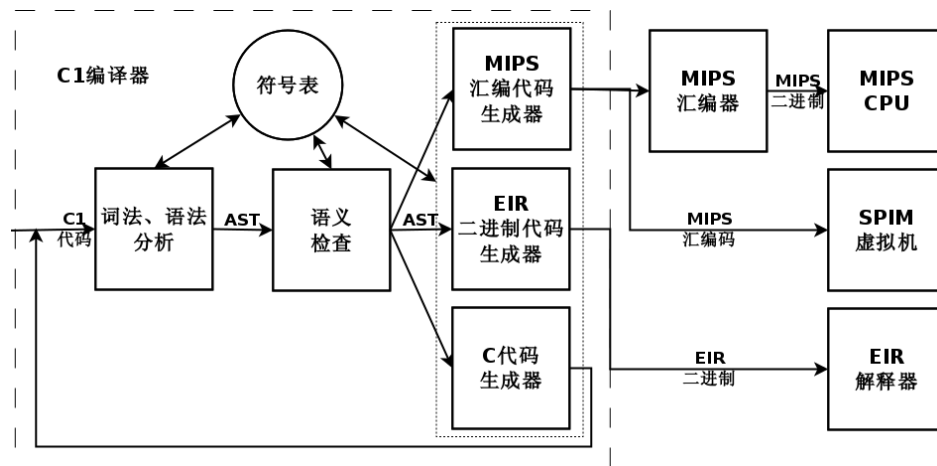 C1编译器
符号表
MIPS
汇编代码
生成器
MIPS
汇编器
MIPS
二进制
MIPS
CPU
C1
代码
词法、语法
分析
AST
语义
检查
AST
EIR
二进制代码
生成器
MIPS
汇编码
SPIM
虚拟机
C代码
生成器
EIR
二进制
EIR
解释器